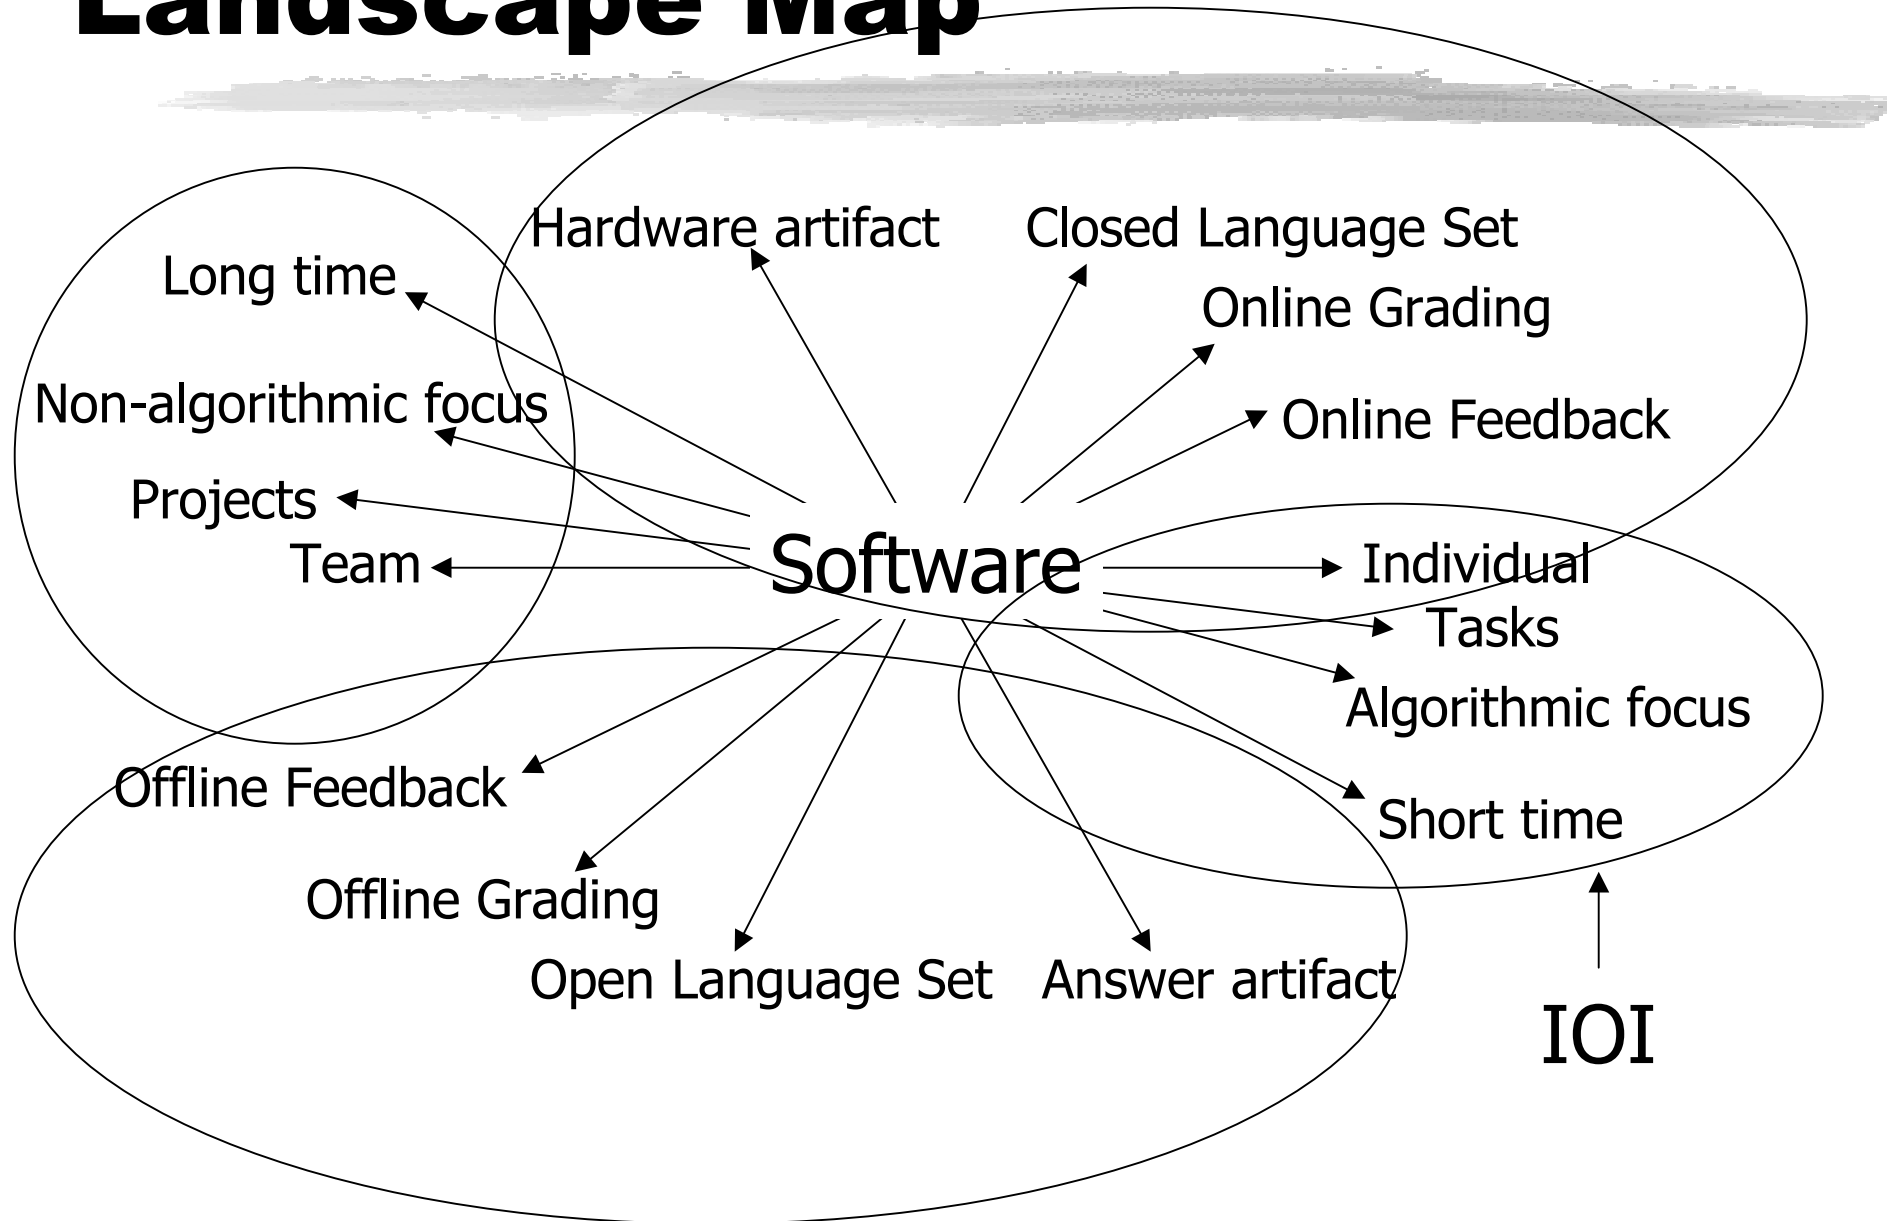 Landscape Map
Hardware artifact
Closed Language Set
Long time
Online Grading
Non-algorithmic focus
Online Feedback
Projects
Team
Software
Individual
Tasks
Algorithmic focus
Offline Feedback
Short time
Offline Grading
Open Language Set
Answer artifact
IOI